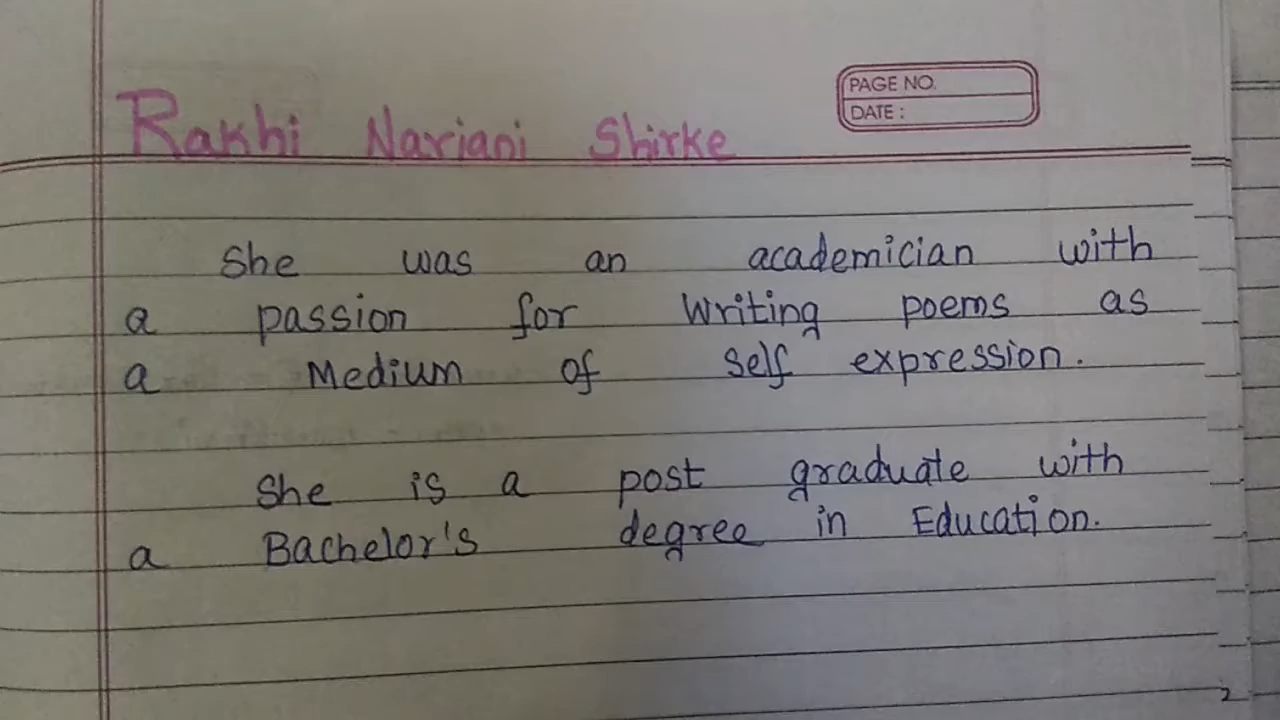 PAGE NO.
DATE :
Rakhi Nariani Shirke
She was an academician with
a passion for Writing poems as
a Medium of self expression.
She is a post graduate with
a Bachelor's degree in Education.
2